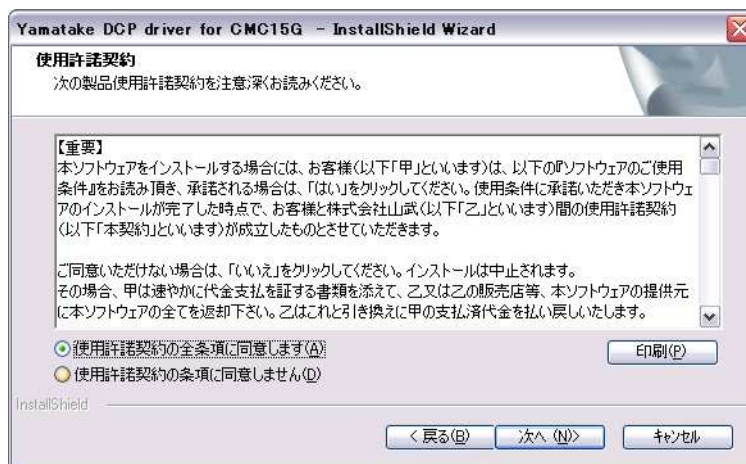 Yamatake DCP driver for CMC15G - InstallShield Wizard
使用許諾契約
次の製品使用許諾契約を注意深くお読みください。
【重要】
本ソフトウェアをインストールする場合には、お客様(以下「甲」といいます)は、以下の『ソフトウェアのご使用
条件』をお読み頂き、承諾される場合は、「はい」をクリックしてください。使用条件に承諾いただき本ソフトウェ
アのインストールが完了した時点で、お客様と株式会社山武(以下「乙」といいます)間の使用許諾契約
(以下「本契約」といいます)が成立したものとさせていただきます。
ご同意いただけない場合は、「いいえ」をクリックしてください。インストールは中止されます。
その場合、甲は速やかに代金支払を証する書類を添えて、乙又は乙の販売店等、本ソフトウェアの提供元
に本ソフトウェアの全てを返却下さい。乙はこれと引き換えに甲の支払済代金を払い戻しいたします。
使用許諾契約の全条項に同意します(A)
印刷(P)
使用許諾契約の条項に同意しません(D)
InstallShield
< 戻る(B)
次へ (N)>
キャンセル